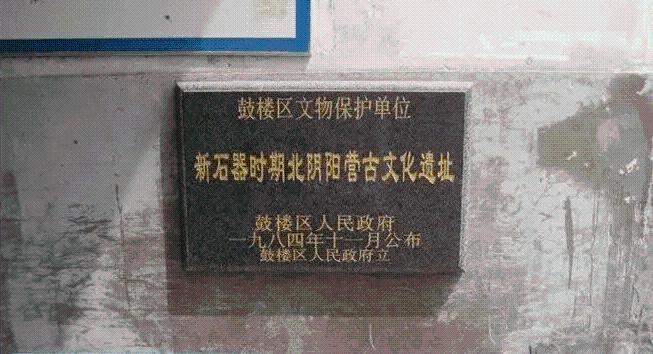 鼓楼区文物保护单位
新石器时期北阴阳营古文化遗址
鼓楼区人民政府
一九八四年十一月公布
鼓楼区人民政府立